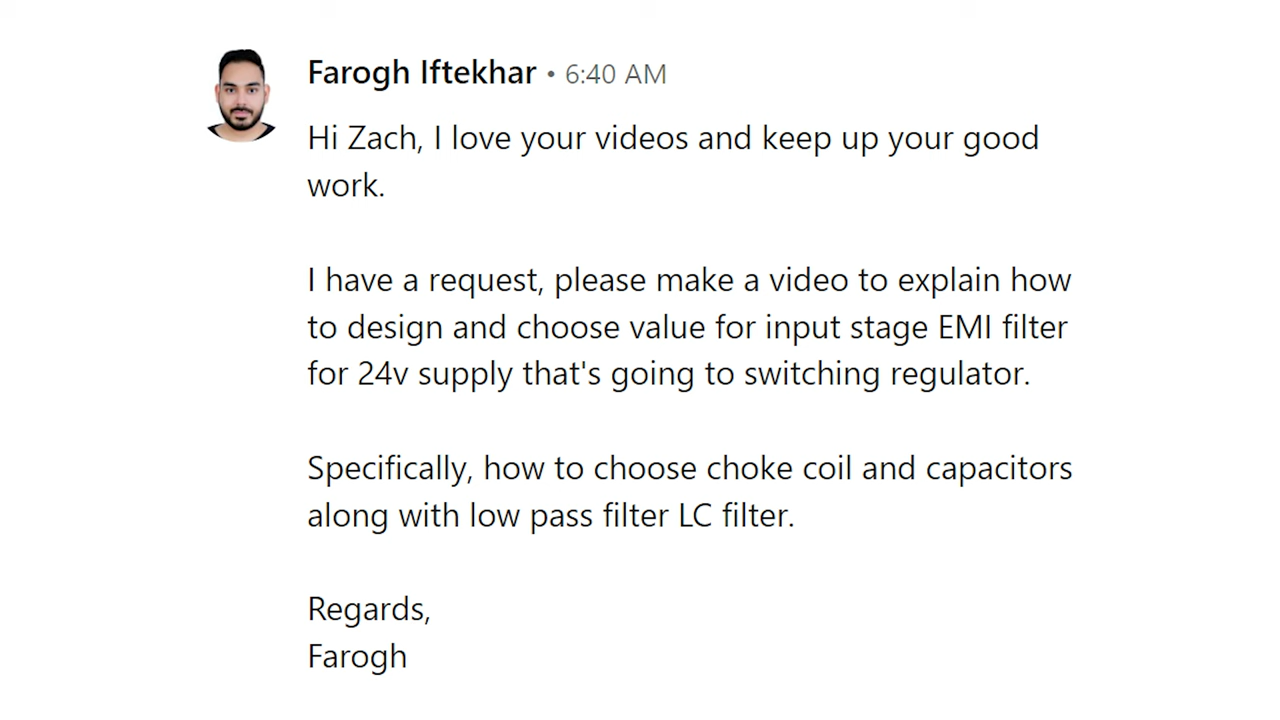 Farogh Iftekhar • 6:40 AM
Hi Zach, I love your videos and keep up your good
work.
I have a request, please make a video to explain how
to design and choose value for input stage EMI filter
for 24v supply that's going to switching regulator.
Specifically, how to choose choke coil and capacitors
along with low pass filter LC filter.
Regards,
Farogh